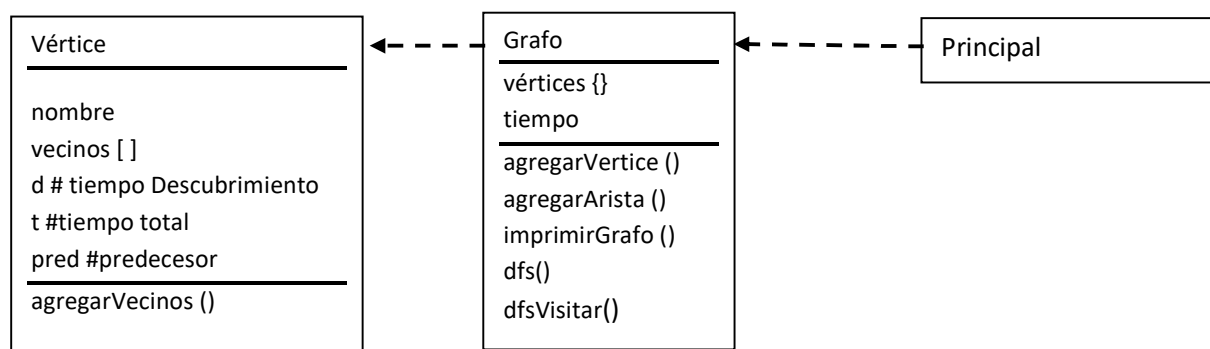 Vértice
nombre
vecinos [ ]
d # tiempo Descubrimiento
t #tiempo total
pred #predecesor
agregarVecinos ()
Grafo
vértices {}
tiempo
agregarVertice ()
agregarArista ()
imprimirGrafo ()
dfs()
dfsVisitar()
Principal